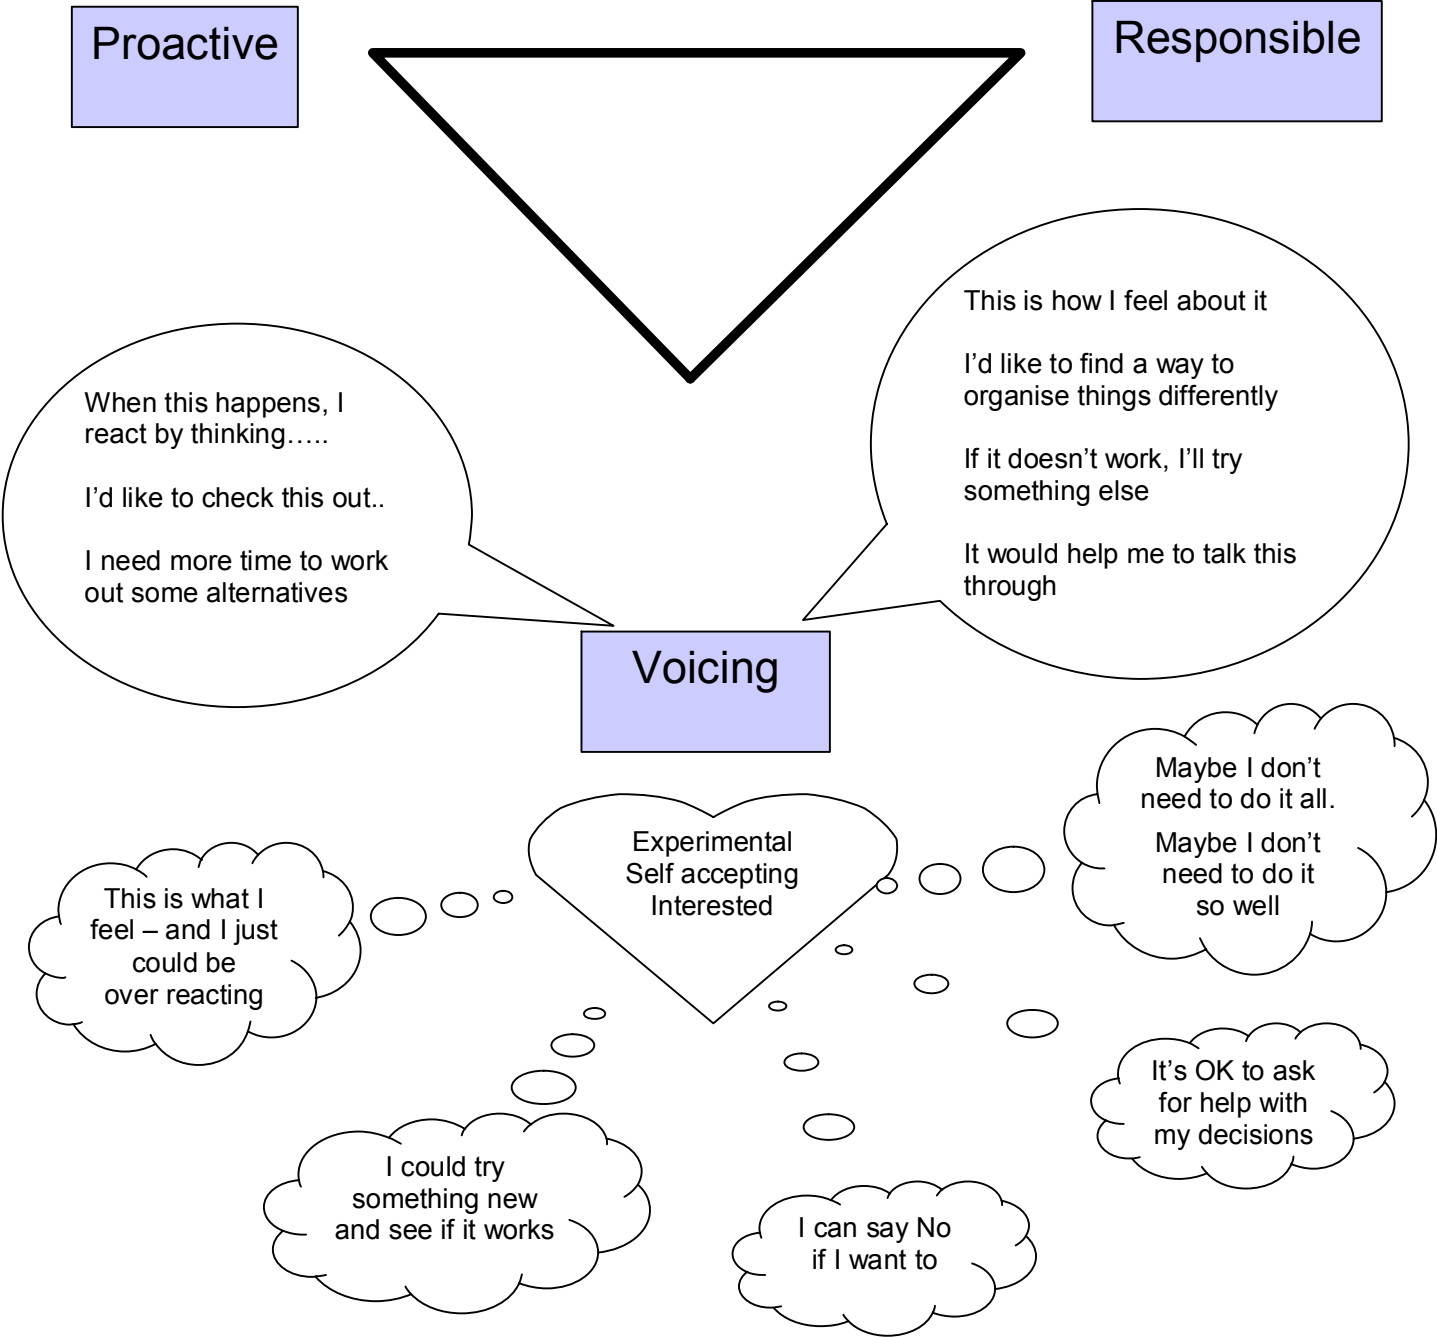 Proactive
Responsible
This is how I feel about it
I'd like to find a way to
organise things differently
If it doesn't work, I'll try
something else
It would help me to talk this
through
When this happens, I
react by thinking…..
I'd like to check this out..
I need more time to work
out some alternatives
Voicing
Experimental
Self accepting
Interested
Maybe I don't
need to do it all.
Maybe I don't
need to do it
so well
This is what I
feel – and I just
could be
over reacting
It's OK to ask
for help with
my decisions
I could try
something new
and see if it works
I can say No
if I want to